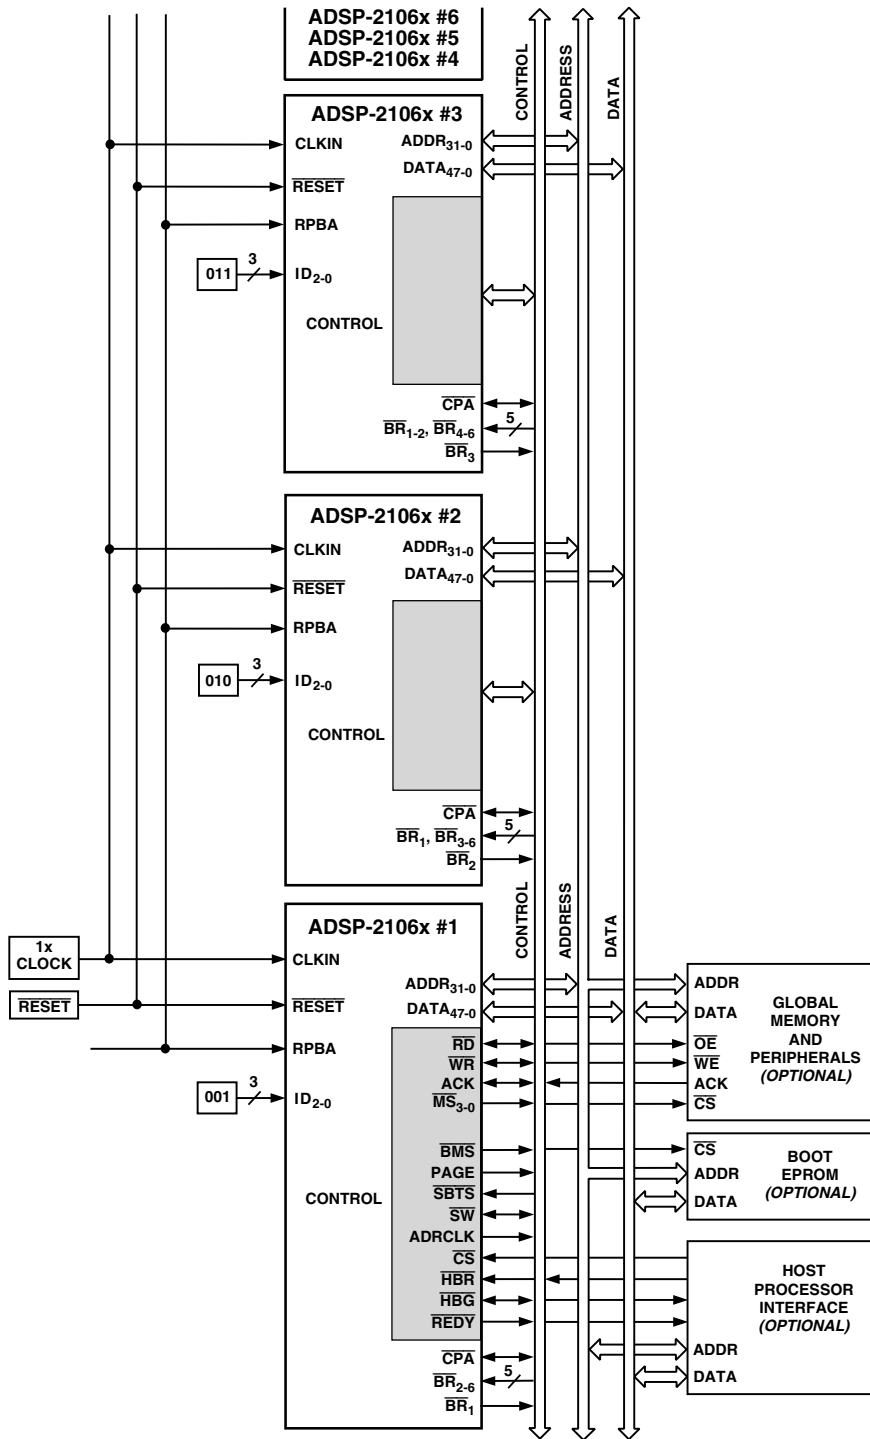 ADSP-2106x #6
ADSP-2106x #5
ADSP-2106x #4
CONTROL
ADDRESS
DATA
ADSP-2106x #3
CLKIN
ADDR31-0
DATA47-0
RESET
RPBA
011
3
ID2-0
CONTROL
CPA
BR1-2, BR4-6
5
BR3
ADSP-2106x #2
CLKIN
ADDR31-0
DATA47-0
RESET
RPBA
010
3
ID2-0
CONTROL
CPA
BR1, BR3-6
5
BR2
CONTROL
ADDRESS
DATA
ADSP-2106x #1
1x
CLOCK
CLKIN
RESET
RESET
RPBA
001
3
ID2-0
CONTROL
ADDR31-0
DATA47-0
RD
WR
ACK
MS3-0
BMS
PAGE
SBTS
SW
ADRCLK
CS
HBR
HBG
REDY
CPA
BR2-6
5
BR1
ADDR
DATA
OE
WE
ACK
CS
GLOBAL
MEMORY
AND
PERIPHERALS
(OPTIONAL)
CS
ADDR
DATA
BOOT
EPROM
(OPTIONAL)
HOST
PROCESSOR
INTERFACE
(OPTIONAL)
ADDR
DATA